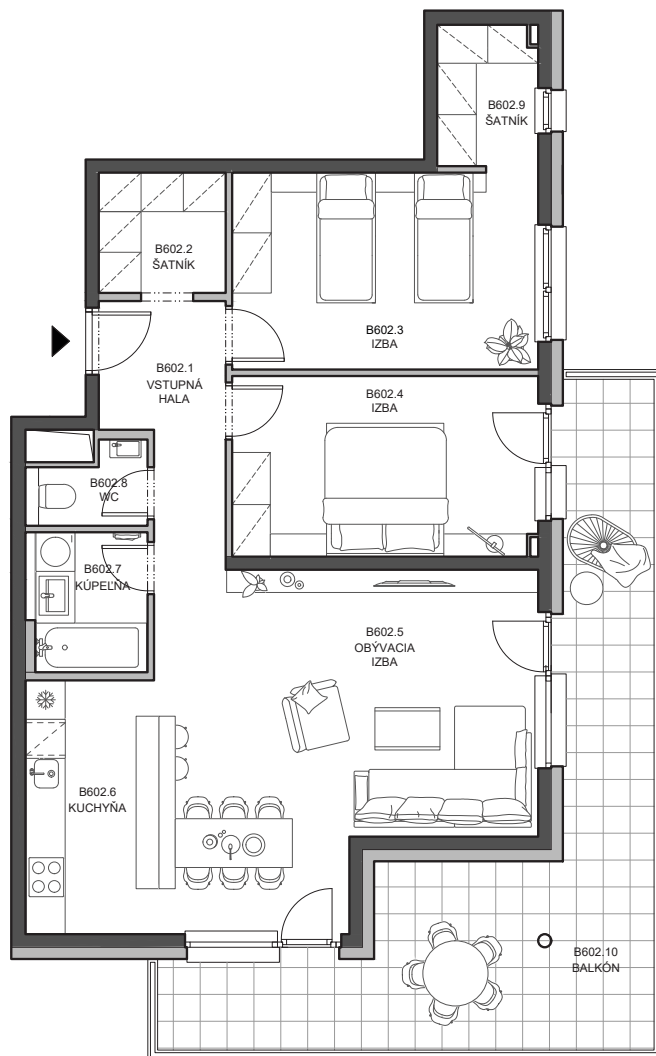 B602.9
ŠATNÍK
B602.2
ŠATNÍK
B602.3
IZBA
B602.1
VSTUPNÁ
HALA
B602.4
IZBA
B602.8
WC
B602.7
KÚPEĽŇA
B602.5
OBÝVACIA
IZBA
B602.6
KUCHYŇA
B602.10
BALKÓN